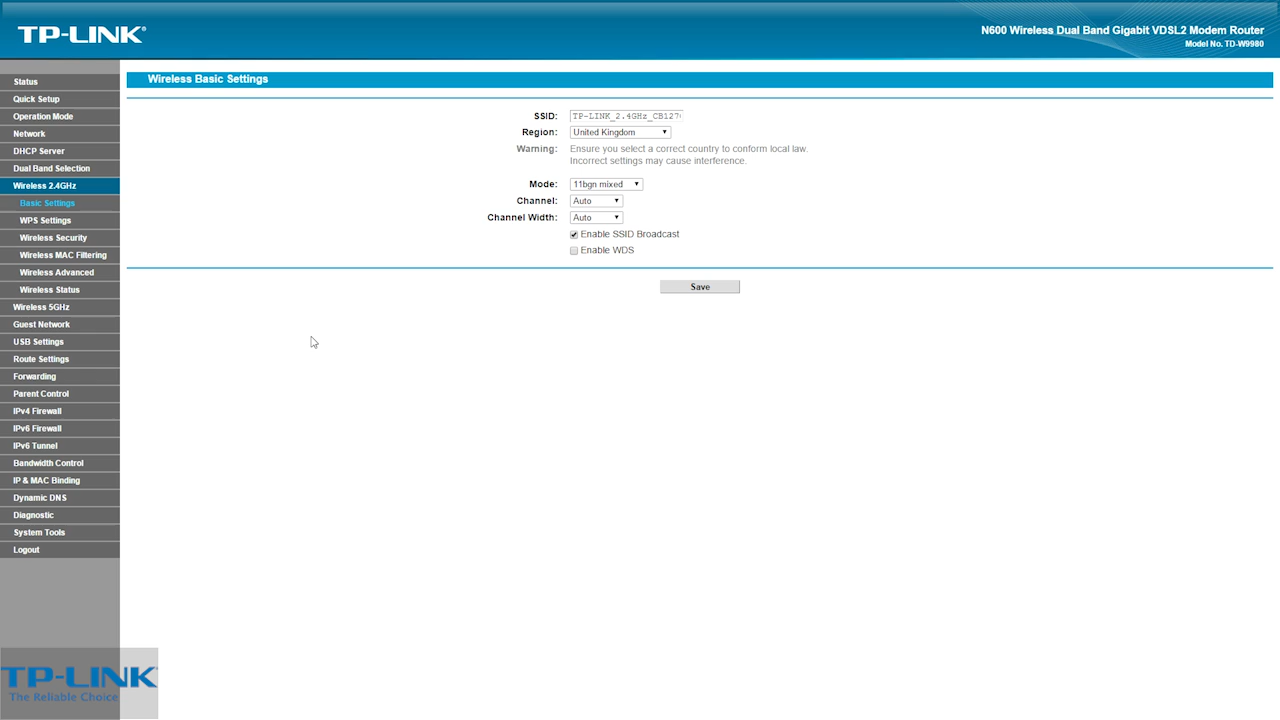 TP-LINK®
N600 Wireless Dual Band Gigabit VDSL2 Modem Router
Model No. TD-W9980
Status
Quick Setup
Operation Mode
Network
DHCP Server
Dual Band Selection
Wireless 2.4GHz
Basic Settings
WPS Settings
Wireless Security
Wireless MAC Filtering
Wireless Advanced
Wireless Status
Wireless 5GHz
Guest Network
USB Settings
Route Settings
Forwarding
Parent Control
IPv4 Firewall
IPv6 Firewall
IPv6 Tunnel
Bandwidth Control
IP & MAC Binding
Dynamic DNS
Diagnostic
System Tools
Logout
Wireless Basic Settings
SSID: TP-LINK_2.4GHz_CB127
Region: United Kingdom
Warning: Ensure you select a correct country to conform local law.
Incorrect settings may cause interference.
Mode: 11bgn mixed
Channel: Auto
Channel Width: Auto
Enable SSID Broadcast
Enable WDS
Save
TP-LINK
The Reliable Choice